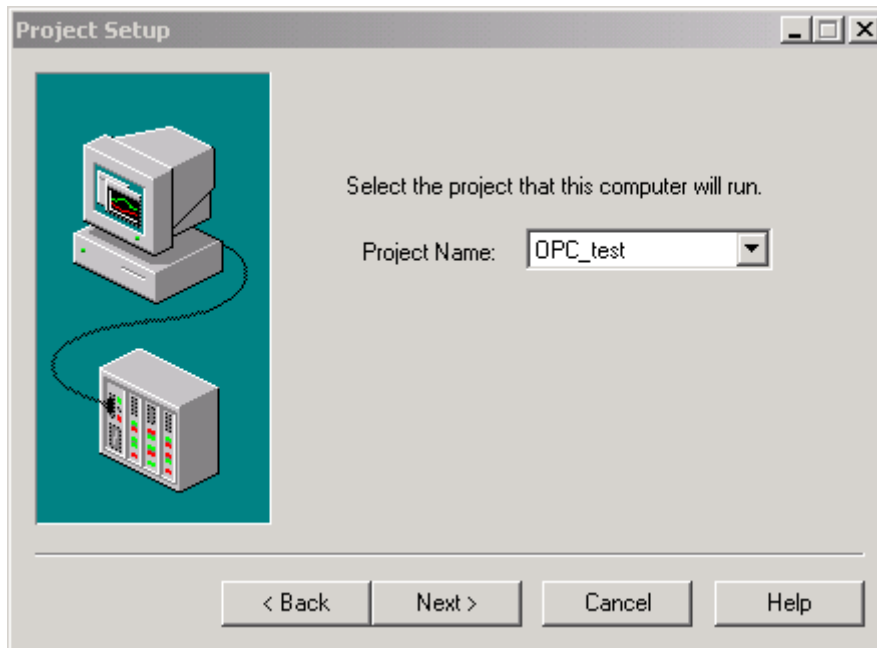 Project Setup
Select the project that this computer will run.
Project Name: OPC_test
< Back Next > Cancel Help